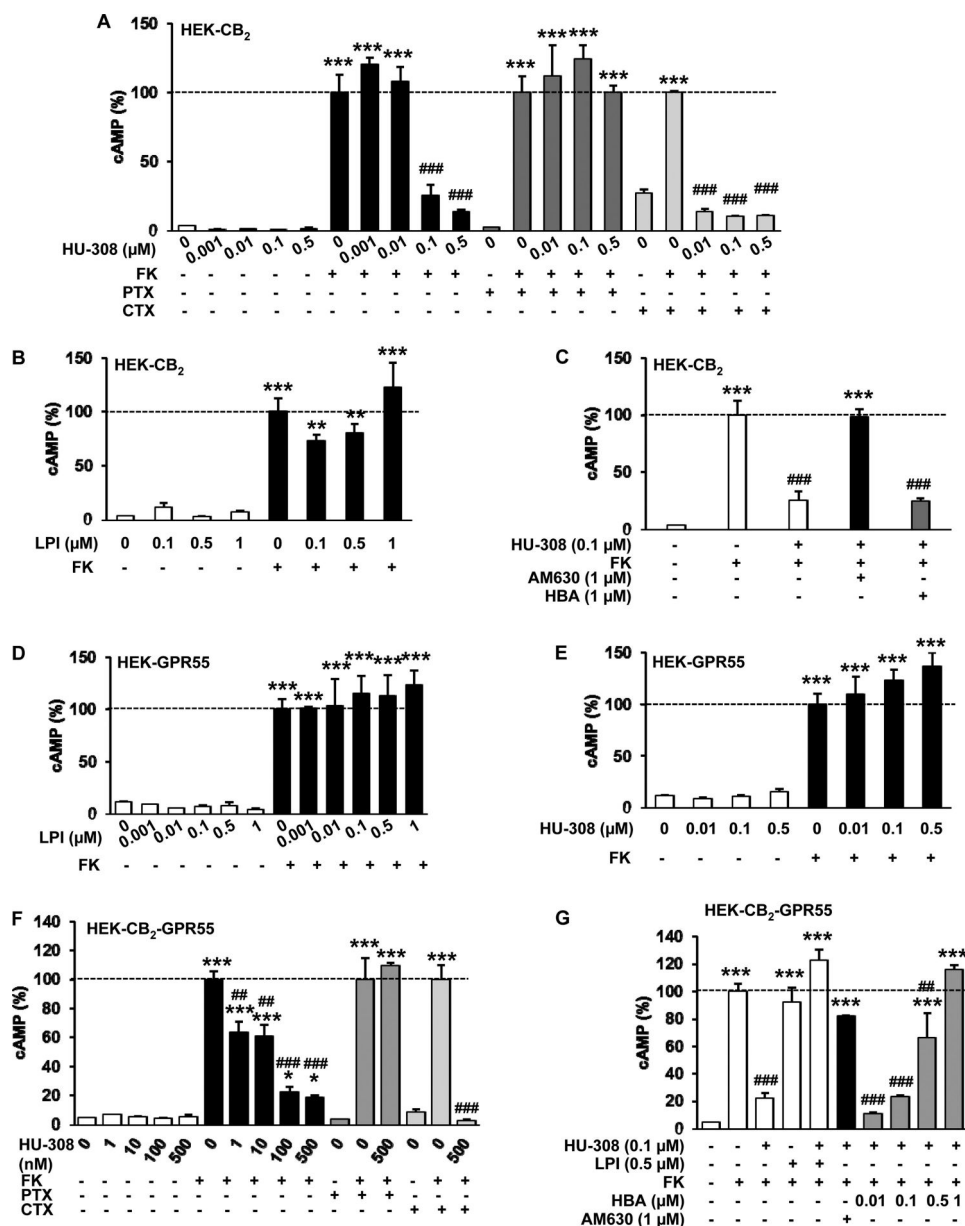 A
HEK-CB2
150
100
50
0
cAMP (%)
*** *** *** ### ### *** *** *** *** *** ### ### ###
HU-308 (µM) 0 0.001 0.01 0.1 0.5 0 0.001 0.01 0.1 0.5 0 0 0.01 0.1 0.5 0 0 0.01 0.1 0.5
FK - - - - - + + + + + - + + + + - + + + +
PTX - - - - - - - - - - + + + + + - - - - -
CTX - - - - - - - - - - - - - - - + + + + +
B
HEK-CB2
150
100
50
0
cAMP (%)
*** ** ** ***
LPI (µM) 0 0.1 0.5 1 0 0.1 0.5 1
FK - - - - + + + +
C
HEK-CB2
150
100
50
0
cAMP (%)
*** ### *** ###
HU-308 (0.1 µM) - - + + +
FK - + + + +
AM630 (1 µM) - - - + -
HBA (1 µM) - - - - +
D
HEK-GPR55
150
100
50
0
cAMP (%)
*** *** *** *** *** ***
LPI (µM) 0 0.001 0.01 0.1 0.5 1 0 0.001 0.01 0.1 0.5 1
FK - - - - - - + + + + + +
E
HEK-GPR55
150
100
50
0
cAMP (%)
*** *** *** ***
HU-308 (µM) 0 0.01 0.1 0.5 0 0.01 0.1 0.5
FK - - - - + + + +
F
HEK-CB2-GPR55
140
120
100
80
60
40
20
0
cAMP (%)
*** ## *** ## *** ### * ### * *** *** *** ###
HU-308 (nM) 0 1 10 100 500 0 1 10 100 500 0 0 500 0 0 500
FK - - - - - + + + + + - + + - + +
PTX - - - - - - - - - - + + + - - -
CTX - - - - - - - - - - - - - + + +
G
HEK-CB2-GPR55
140
120
100
80
60
40
20
0
cAMP (%)
*** ### *** *** *** ### ### ## *** ***
HU-308 (0.1 µM) - - + - + + + + + +
LPI (0.5 µM) - - - + + - - - - -
FK - + + + + + + + + +
HBA (µM) - - - - - - 0.01 0.1 0.5 1
AM630 (1 µM) - - - - - + - - - -